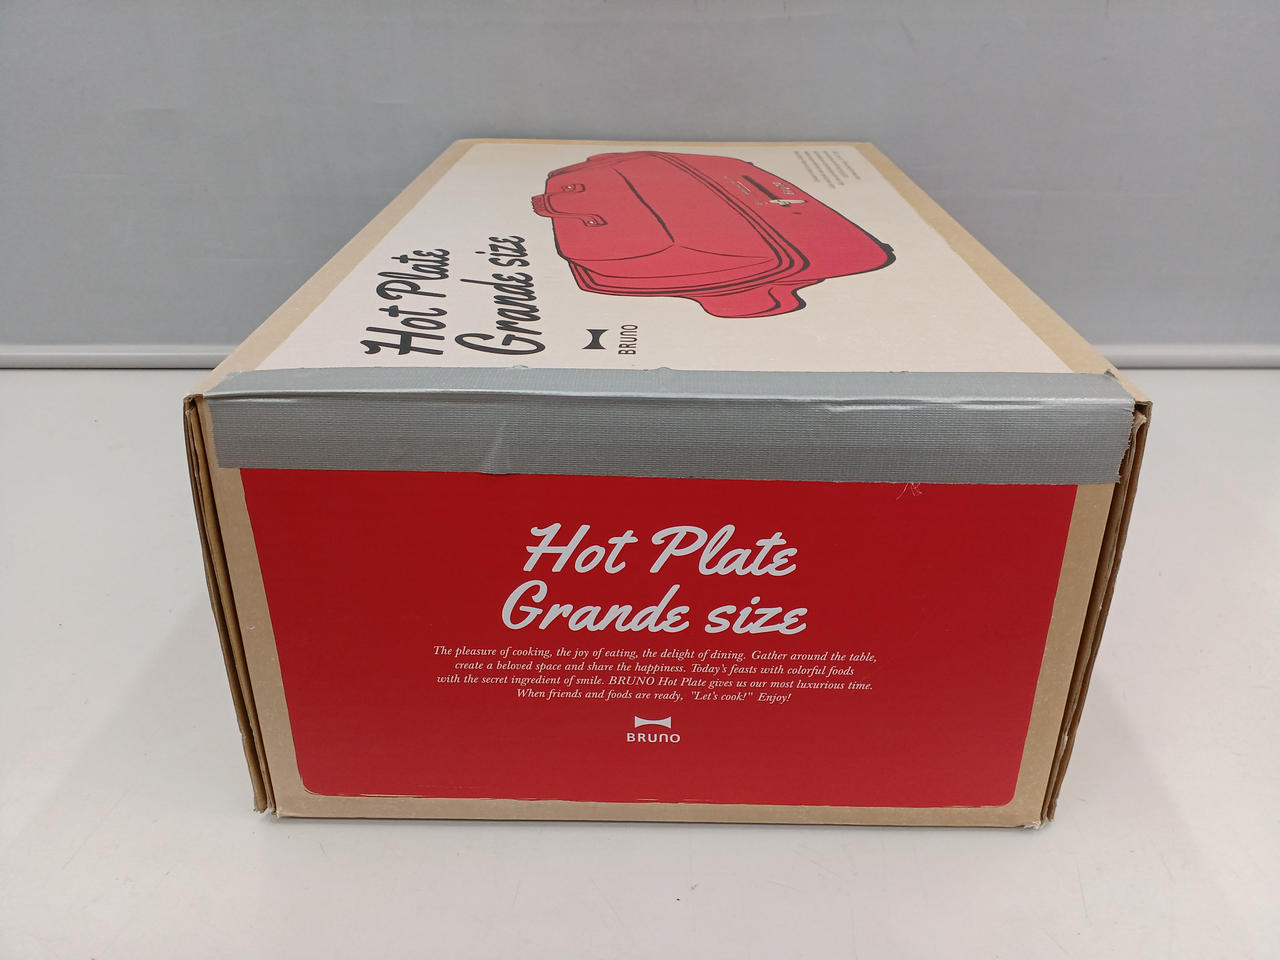 Hot Plate
Grande size
BRUNO
BRUNO
Hot Plate
Grande size
The pleasure of cooking, the joy of eating, the delight of dining. Gather around the table,
create a beloved space and share the happiness. Today's feasts with colorful foods
with the secret ingredient of smile. BRUNO Hot Plate gives us our most luxurious time.
When friends and foods are ready, "Let's cook!" Enjoy!
BRUNO